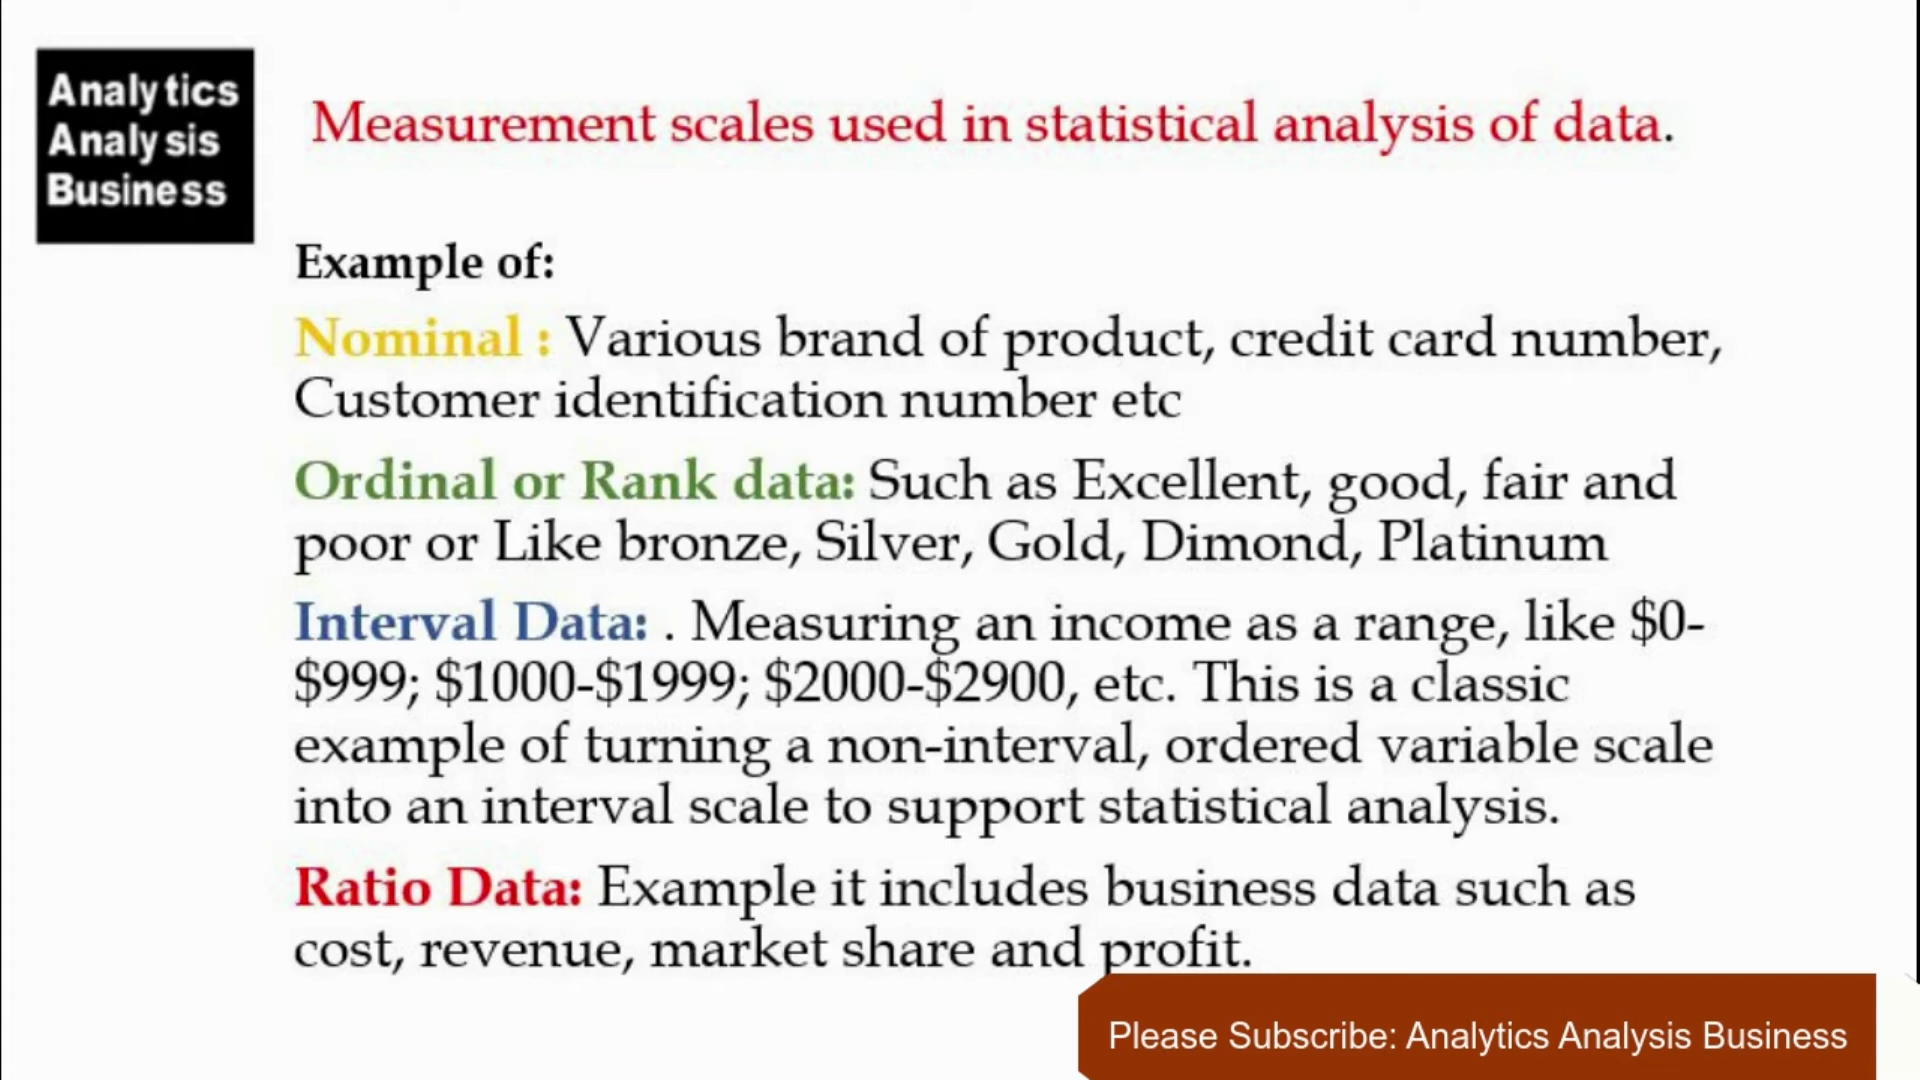 Analytics
Analysis
Business
Measurement scales used in statistical analysis of data.
Example of:
Nominal : Various brand of product, credit card number,
Customer identification number etc
Ordinal or Rank data: Such as Excellent, good, fair and
poor or Like bronze, Silver, Gold, Dimond, Platinum
Interval Data: . Measuring an income as a range, like $0-
$999; $1000-$1999; $2000-$2900, etc. This is a classic
example of turning a non-interval, ordered variable scale
into an interval scale to support statistical analysis.
Ratio Data: Example it includes business data such as
cost, revenue, market share and profit.
Please Subscribe: Analytics Analysis Business